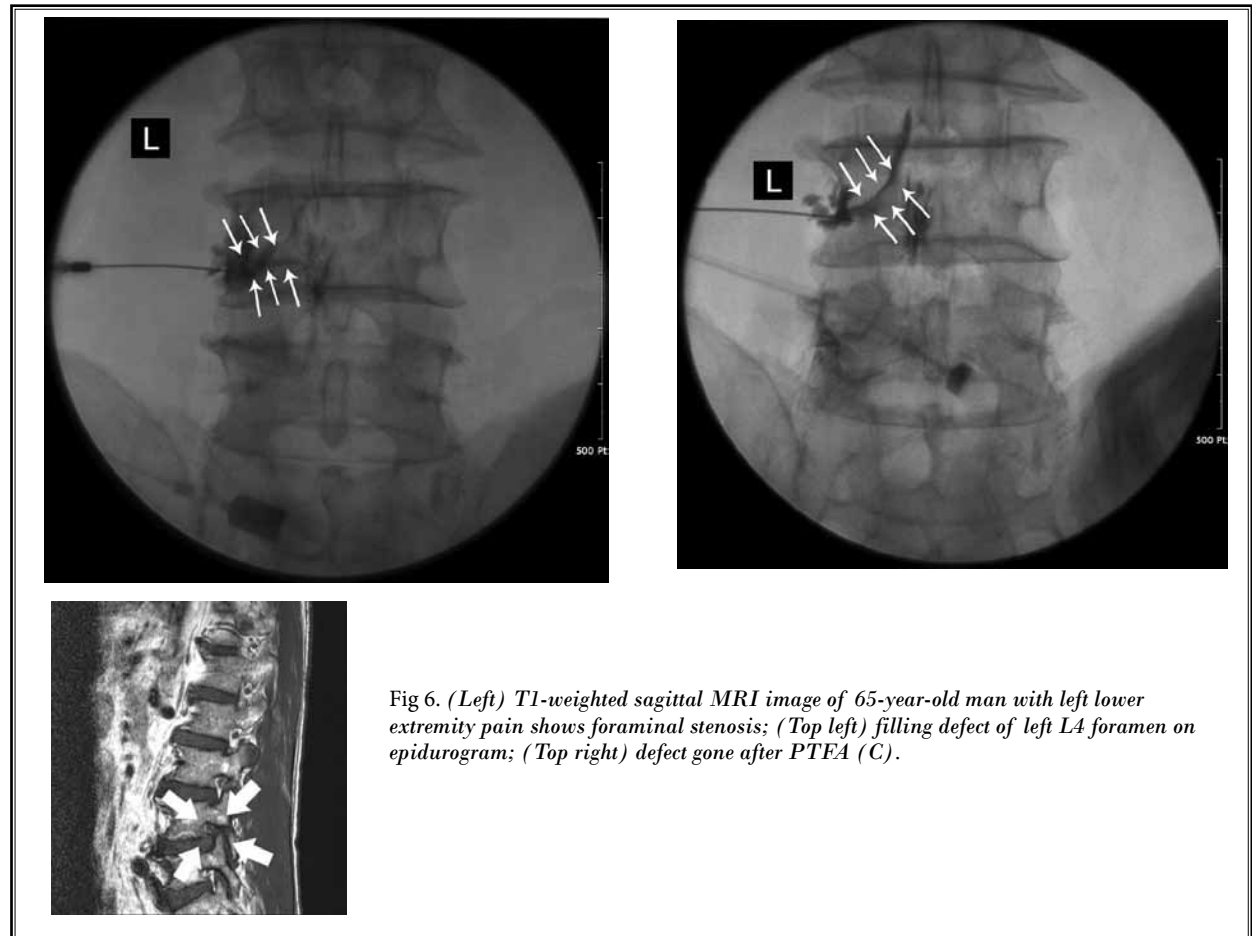 L
500 Pt
L
500 Pt
Fig 6. (Left) T1-weighted sagittal MRI image of 65-year-old man with left lower
extremity pain shows foraminal stenosis; (Top left) filling defect of left L4 foramen on
epidurogram; (Top right) defect gone after PTFA (C).